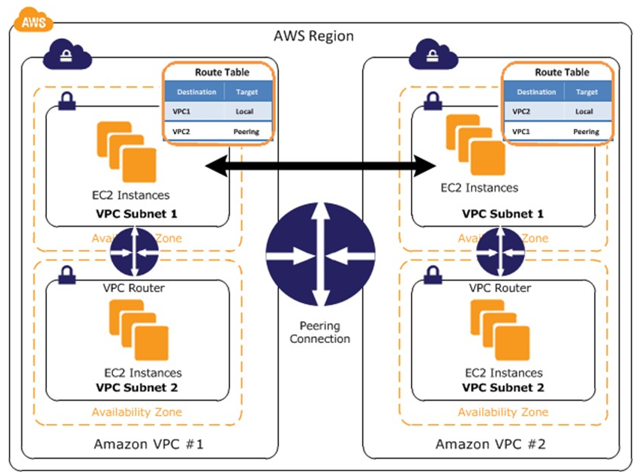 AWS
AWS Region
Route Table
Destination Target
VPC1 Local
VPC2 Peering
EC2 Instances
VPC Subnet 1
Availability Zone
VPC Router
EC2 Instances
VPC Subnet 2
Availability Zone
Amazon VPC #1
Peering
Connection
Route Table
Destination Target
VPC2 Local
VPC1 Peering
EC2 Instances
VPC Subnet 1
Availability Zone
VPC Router
EC2 Instances
VPC Subnet 2
Availability Zone
Amazon VPC #2